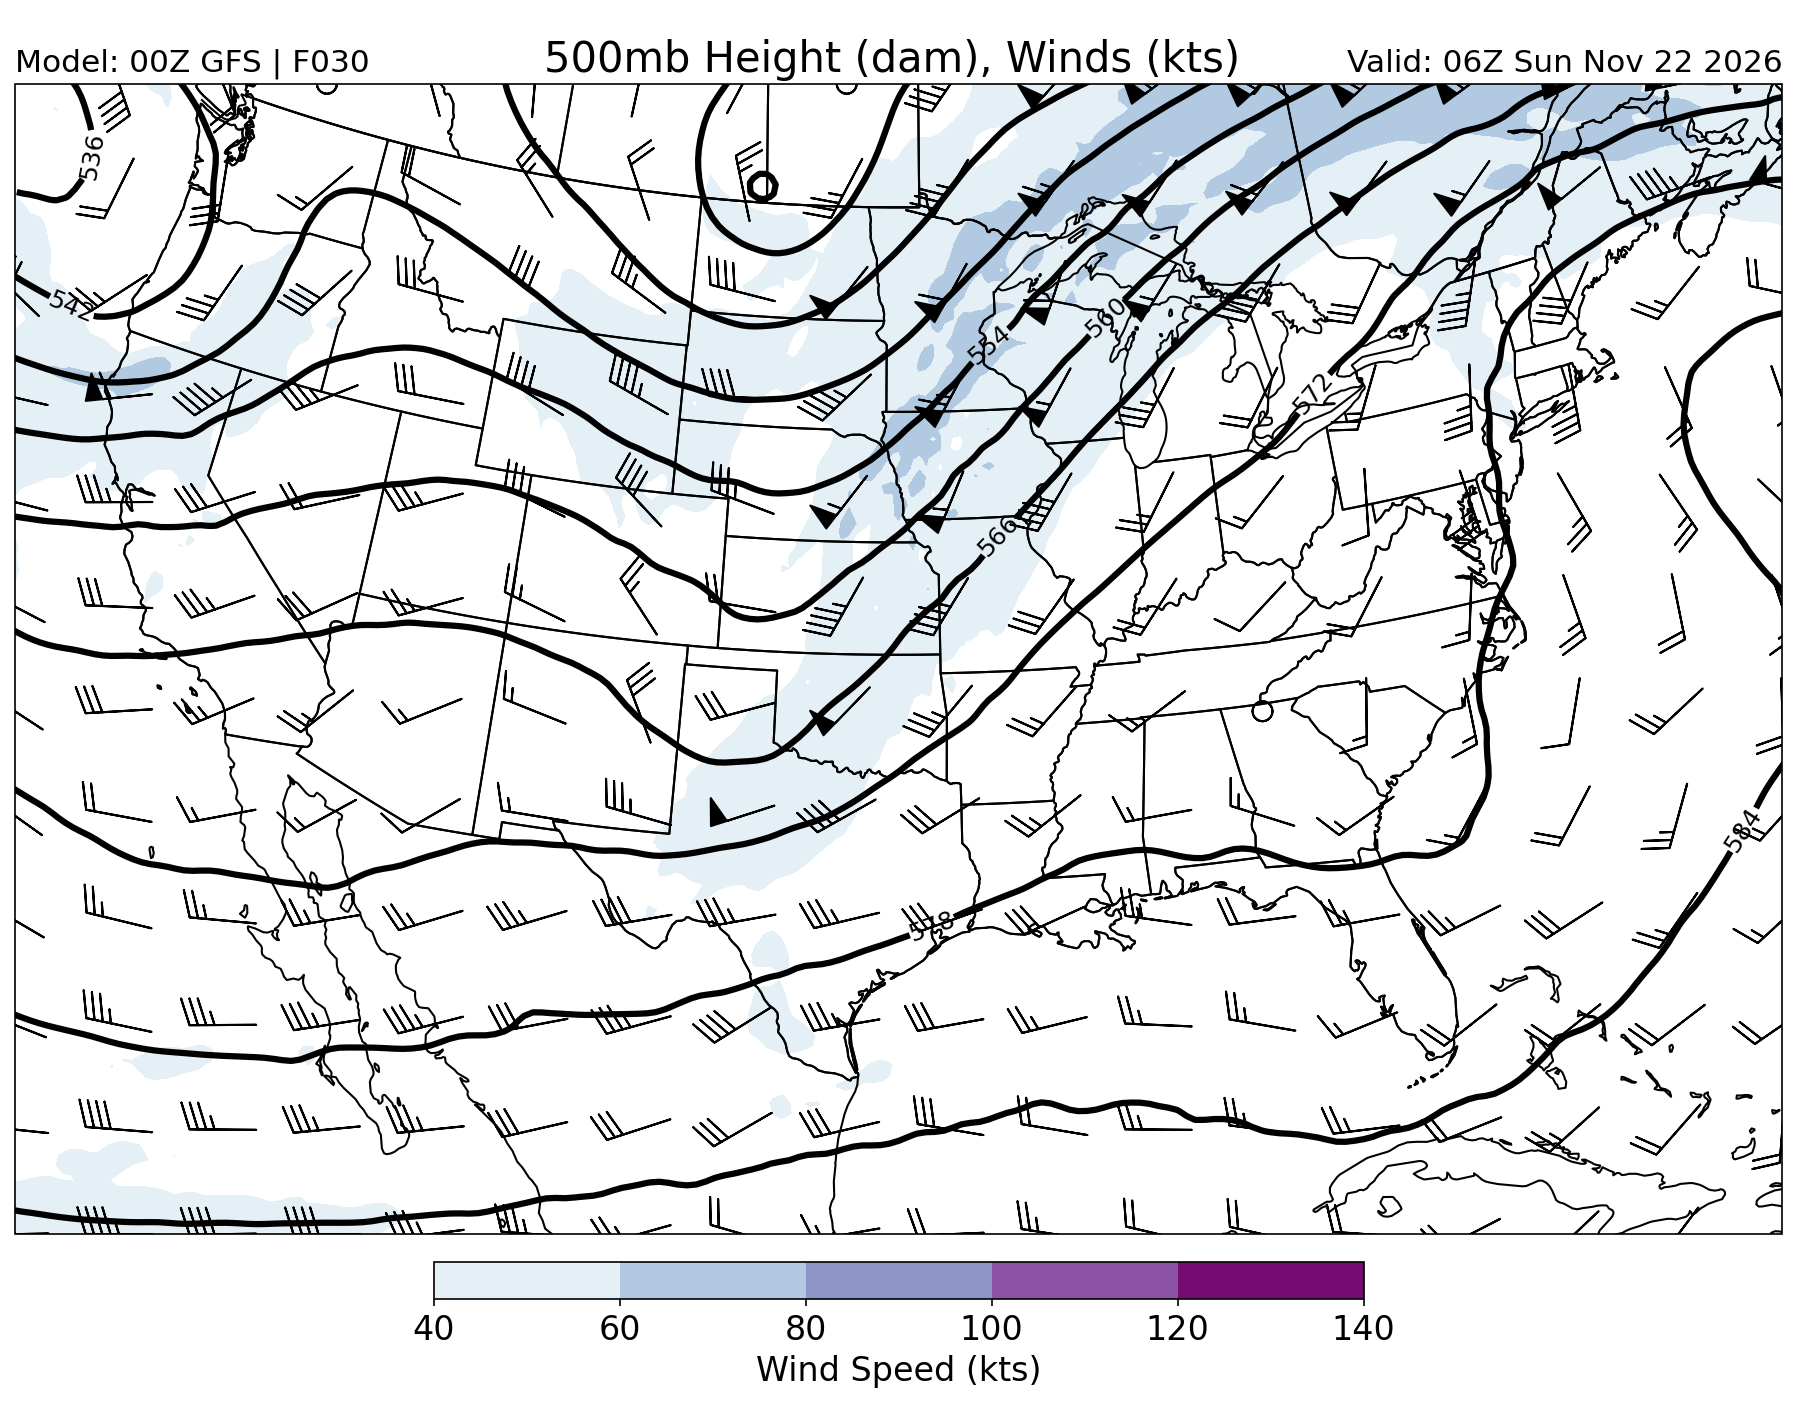 Model: 00Z GFS | F030
500mb Height (dam), Winds (kts)
Valid: 06Z Sun Nov 22 2026
536
542
554
560
572
566
578
584
40 60 80 100 120 140
Wind Speed (kts)